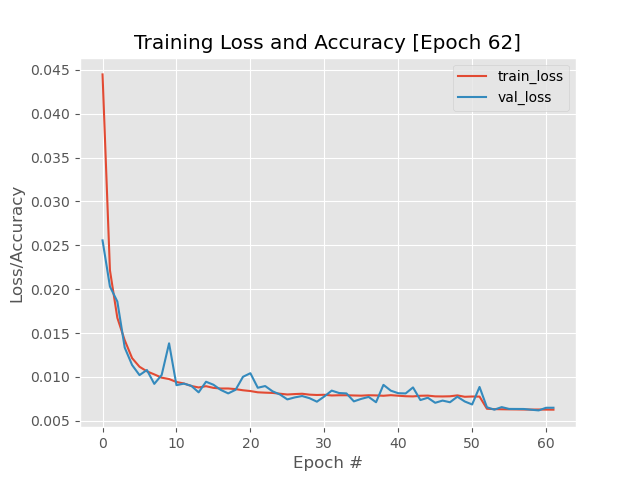 Training Loss and Accuracy [Epoch 62]
train_loss
val_loss
0.045
0.040
0.035
0.030
0.025
0.020
0.015
0.010
0.005
Loss/Accuracy
0 10 20 30 40 50 60
Epoch #